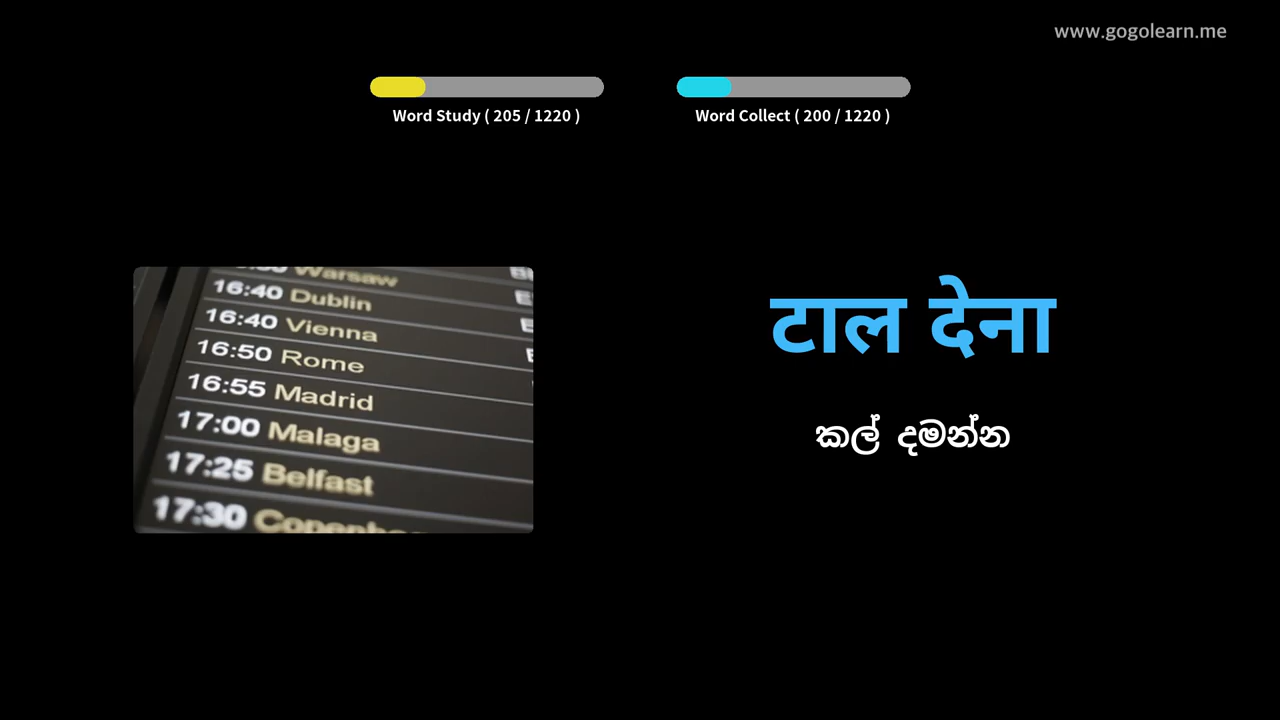 www.gogolearn.me
Word Study ( 205 / 1220 )
Word Collect ( 200 / 1220 )
Warsaw
16:40 Dublin
16:40 Vienna
16:50 Rome
16:55 Madrid
17:00 Malaga
17:25 Belfast
17:30
टाल देना
කල් දමන්න